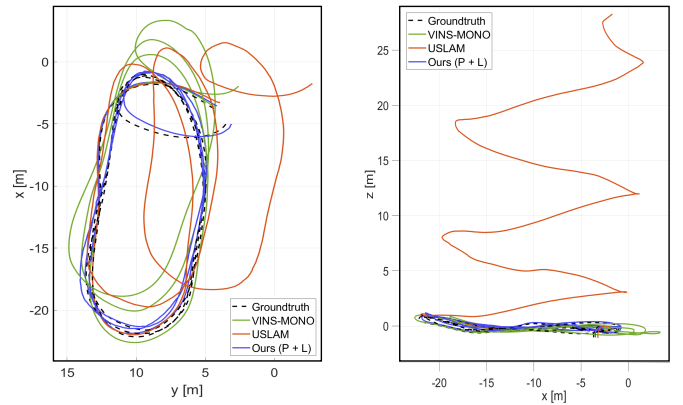 0
-5
-10
-15
-20
x [m]
15
10
5
0
y [m]
Groundtruth
VINS-MONO
USLAM
Ours (P + L)
Groundtruth
VINS-MONO
USLAM
Ours (P + L)
25
20
15
10
5
0
z [m]
-20
-15
-10
-5
0
x [m]